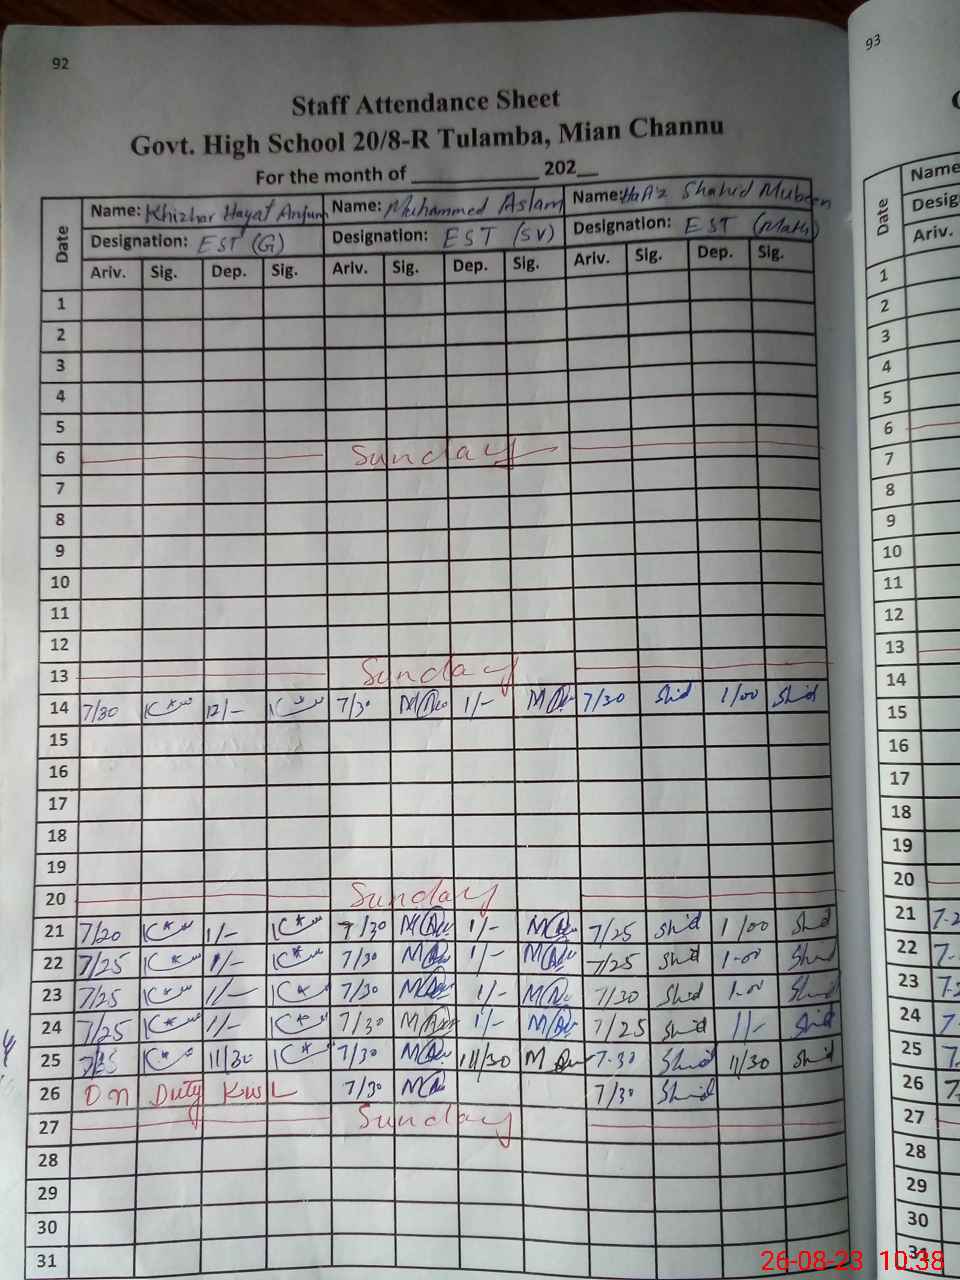 92
93
Staff Attendance Sheet
Govt. High School 20/8-R Tulamba, Mian Channu
For the month of ____________ 202__
Date
Name: Khizhar Hayat Anjum Name: Muhammed Aslam Name: Hafiz Shahid Mubeen
Designation: EST (G) Designation: EST (SV) Designation: EST (Math)
Ariv. Sig. Dep. Sig. Ariv. Sig. Dep. Sig. Ariv. Sig. Dep. Sig.
1
2
3
4
5
6 Sunday
7
8
9
10
11
12
13 Sunday
14 7/30 12/- 7/30 1/- 7/30 Shid 1/00 Shid
15
16
17
18
19
20 Sunday
21 7/20 1/- 7/30 1/- 7/25 Shid 1/00 Shid
22 7/25 1/- 7/30 1/- 7/25 Shid 1-00 Shid
23 7/25 1/- 7/30 1/- 7/30 Shid 1-00 Shid
24 7/25 1/- 7/30 1/- 7/25 Shid 1/- Shid
25 11/30 7/30 11/30 7-30 Shid 11/30 Shid
26 On Duty 7/30 7/30 Shid
27 Sunday
28
29
30
31
Date
Name
Desig
Ariv.
1
2
3
4
5
6
7
8
9
10
11
12
13
14
15
16
17
18
19
20
21
22
23
24
25
26
27
28
29
30
31
26-08-23 10:38